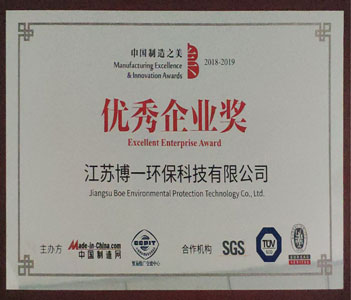 中国制造之美
Manufacturing Excellence
& Innovation Awards
2018-2019
优秀企业奖
Excellent Enterprise Award
江苏博一环保科技有限公司
Jiangsu Boe Environmental Protection Technology Co., Ltd.
主办方
Made-in-China.com
中国制造网
合作机构
SGS
TÜV